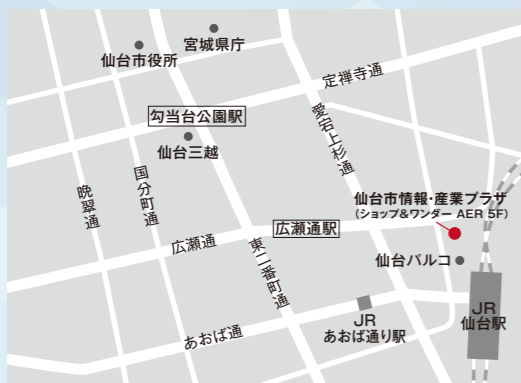 宮城県庁
仙台市役所
定禅寺通
勾当台公園駅
愛宕上杉通
仙台三越
晩翠通
国分町通
仙台市情報・産業プラザ
(ショップ&ワンダー AER 5F)
広瀬通駅
広瀬通
東二番町通
仙台パルコ
JR
仙台駅
JR
あおば通り駅
あおば通